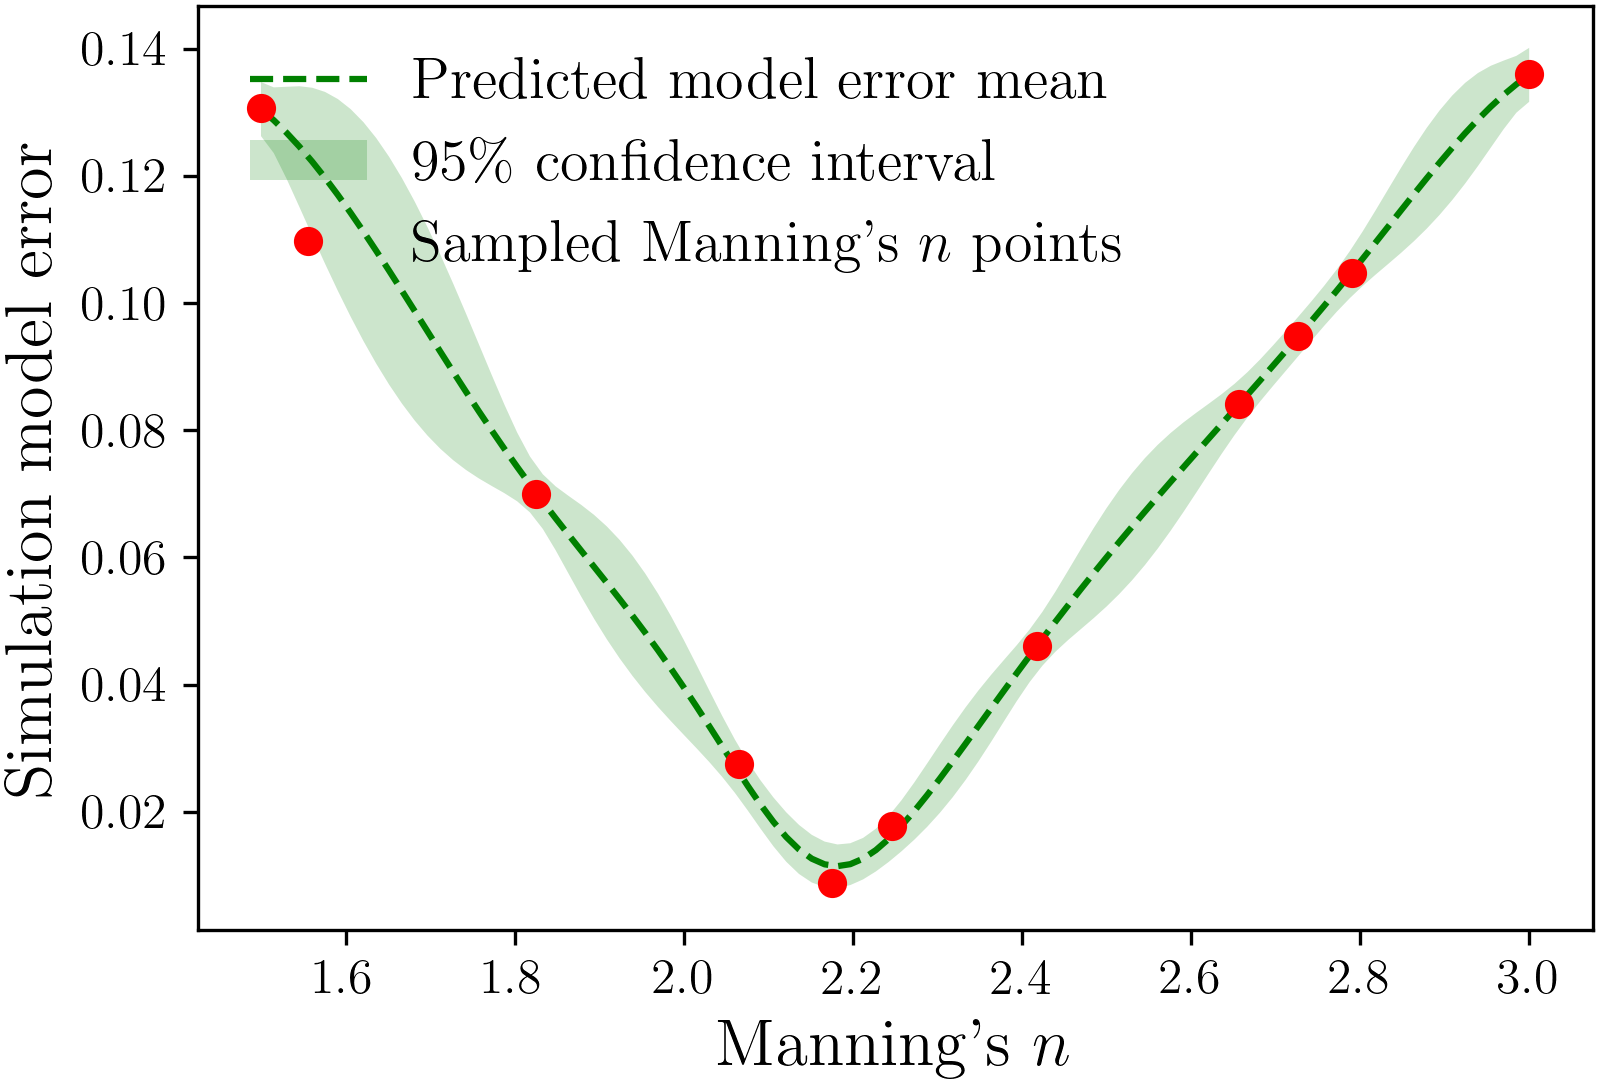 Simulation model error
0.14
0.12
0.10
0.08
0.06
0.04
0.02
Predicted model error mean
95% confidence interval
Sampled Manning's n points
1.6 1.8 2.0 2.2 2.4 2.6 2.8 3.0
Manning's n